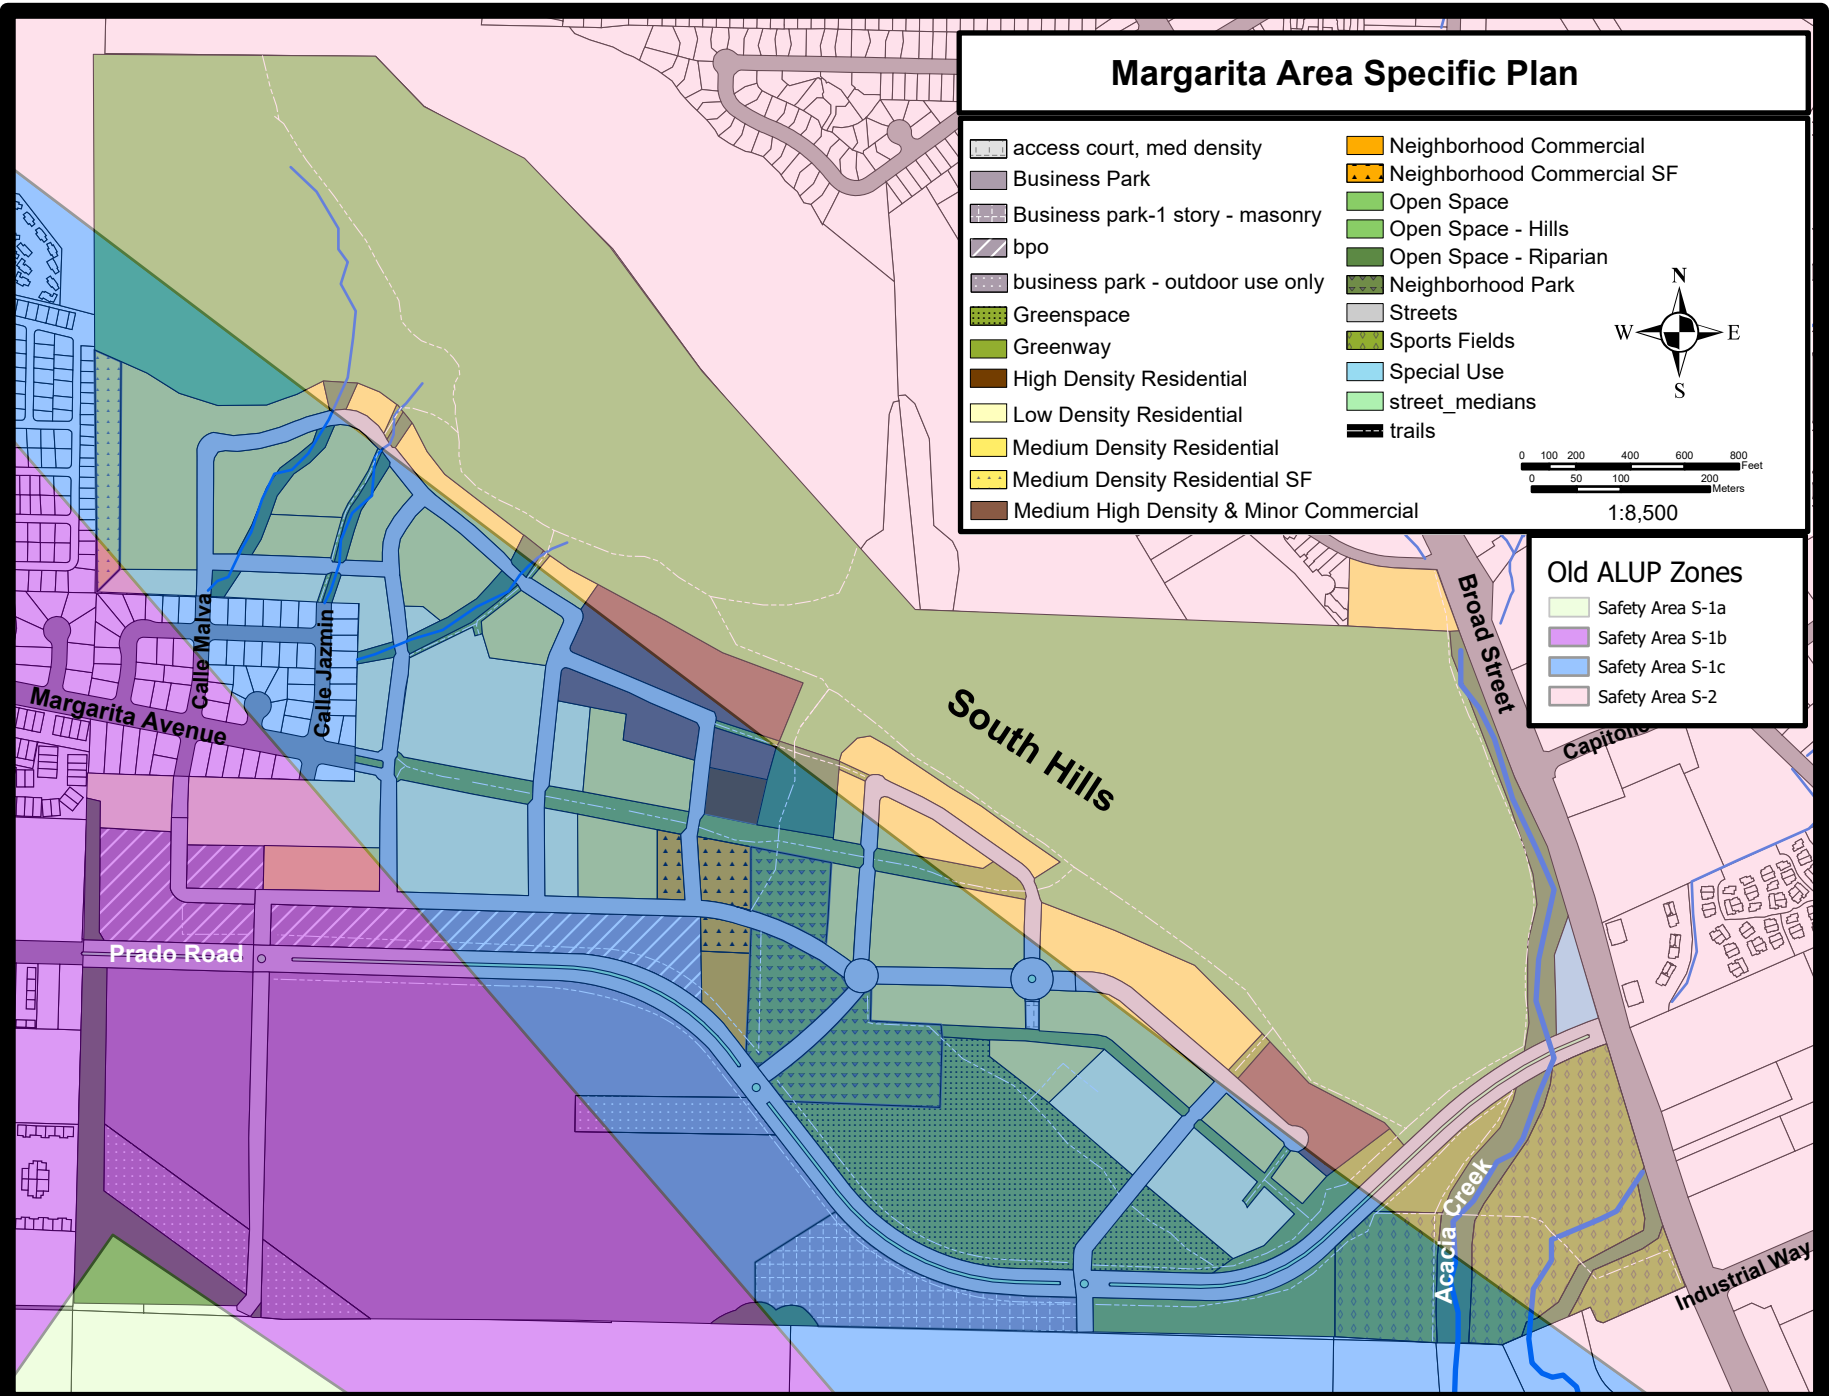 Margarita Area Specific Plan
access court, med density
Business Park
Business park-1 story - masonry
bpo
business park - outdoor use only
Greenspace
Greenway
High Density Residential
Low Density Residential
Medium Density Residential
Medium Density Residential SF
Medium High Density & Minor Commercial
Neighborhood Commercial
Neighborhood Commercial SF
Open Space
Open Space - Hills
Open Space - Riparian
Neighborhood Park
Streets
Sports Fields
Special Use
street_medians
trails
N
W E
S
0 100 200 400 600 800
Feet
0 50 100 200
Meters
1:8,500
Old ALUP Zones
Safety Area S-1a
Safety Area S-1b
Safety Area S-1c
Safety Area S-2
Broad Street
South Hills
Calle Malva
Calle Jazmin
Margarita Avenue
Prado Road
Acacia Creek
Industrial Way